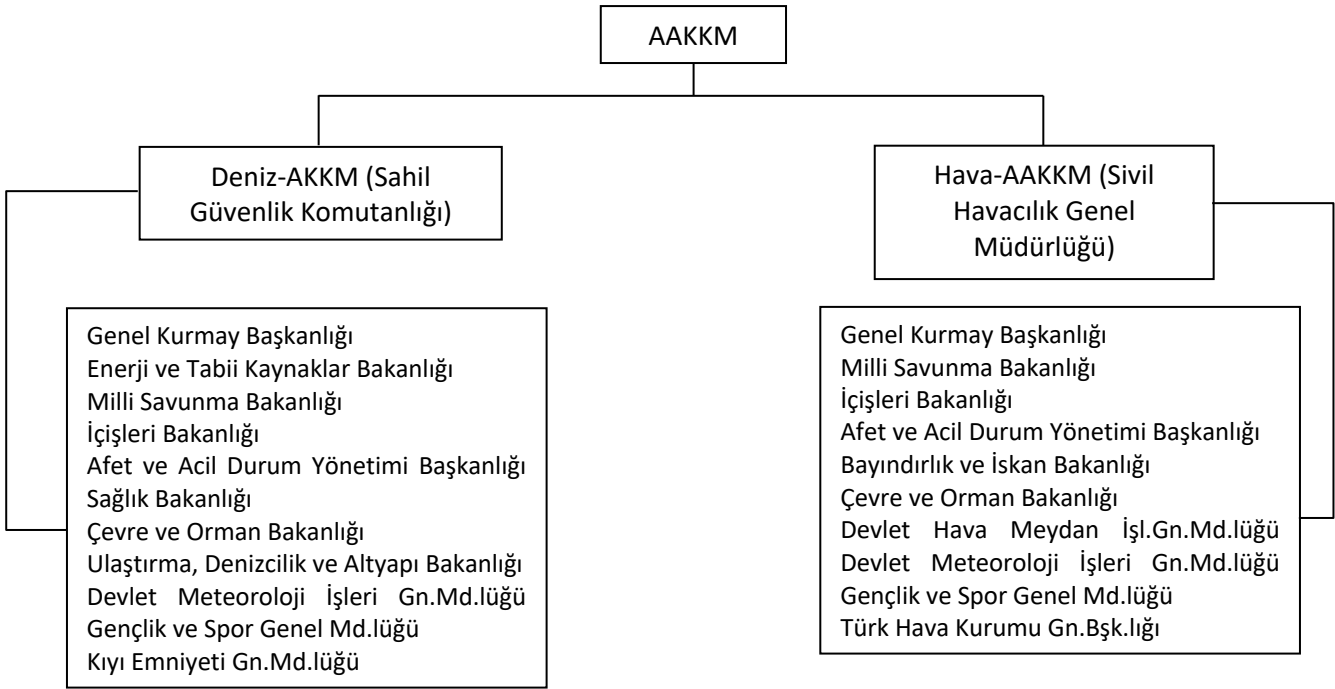 AAKKM
Deniz-AKKM (Sahil
Güvenlik Komutanlığı)
Hava-AAKKM (Sivil
Havacılık Genel
Müdürlüğü)
Genel Kurmay Başkanlığı
Enerji ve Tabii Kaynaklar Bakanlığı
Milli Savunma Bakanlığı
İçişleri Bakanlığı
Afet ve Acil Durum Yönetimi Başkanlığı
Sağlık Bakanlığı
Çevre ve Orman Bakanlığı
Ulaştırma, Denizcilik ve Altyapı Bakanlığı
Devlet Meteoroloji İşleri Gn.Md.lüğü
Gençlik ve Spor Genel Md.lüğü
Kıyı Emniyeti Gn.Md.lüğü
Genel Kurmay Başkanlığı
Milli Savunma Bakanlığı
İçişleri Bakanlığı
Afet ve Acil Durum Yönetimi Başkanlığı
Bayındırlık ve İskan Bakanlığı
Çevre ve Orman Bakanlığı
Devlet Hava Meydan İşl.Gn.Md.lüğü
Devlet Meteoroloji İşleri Gn.Md.lüğü
Gençlik ve Spor Genel Md.lüğü
Türk Hava Kurumu Gn.Bşk.lığı